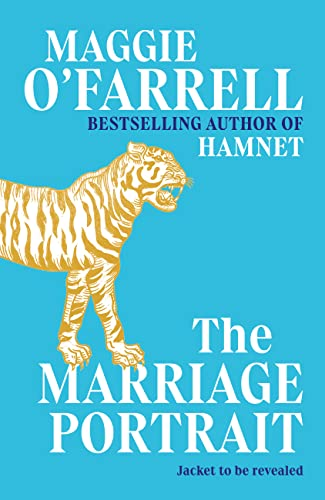 MAGGIE
O'FARRELL
BESTSELLING AUTHOR OF
HAMNET
The
MARRIAGE
PORTRAIT
Jacket to be revealed